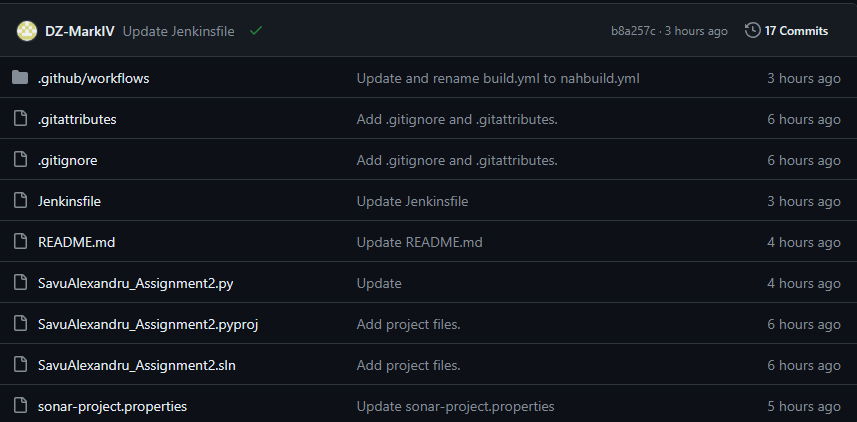 DZ-MarkIV Update Jenkinsfile b8a257c · 3 hours ago 17 Commits
.github/workflows Update and rename build.yml to nahbuild.yml 3 hours ago
.gitattributes Add .gitignore and .gitattributes. 6 hours ago
.gitignore Add .gitignore and .gitattributes. 6 hours ago
Jenkinsfile Update Jenkinsfile 3 hours ago
README.md Update README.md 4 hours ago
SavuAlexandru_Assignment2.py Update 4 hours ago
SavuAlexandru_Assignment2.pyproj Add project files. 6 hours ago
SavuAlexandru_Assignment2.sln Add project files. 6 hours ago
sonar-project.properties Update sonar-project.properties 5 hours ago